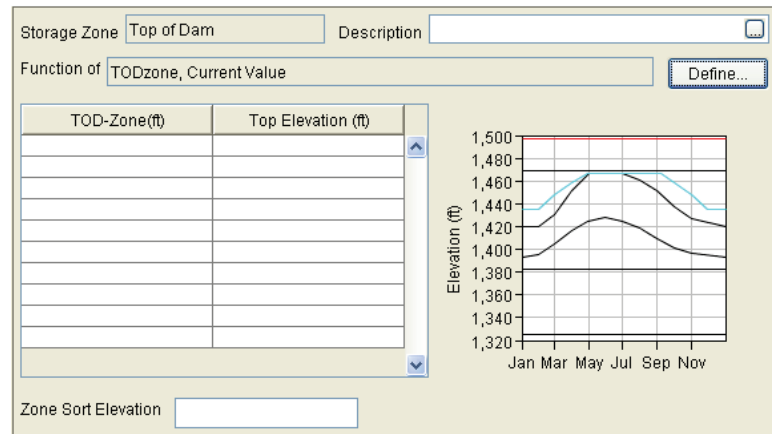 Storage Zone Top of Dam Description ...
Function of TODzone, Current Value Define...
TOD-Zone(ft) Top Elevation (ft)
1,500
1,480
1,460
1,440
1,420
1,400
1,380
1,360
1,340
1,320
Elevation (ft)
Jan Mar May Jul Sep Nov
Zone Sort Elevation